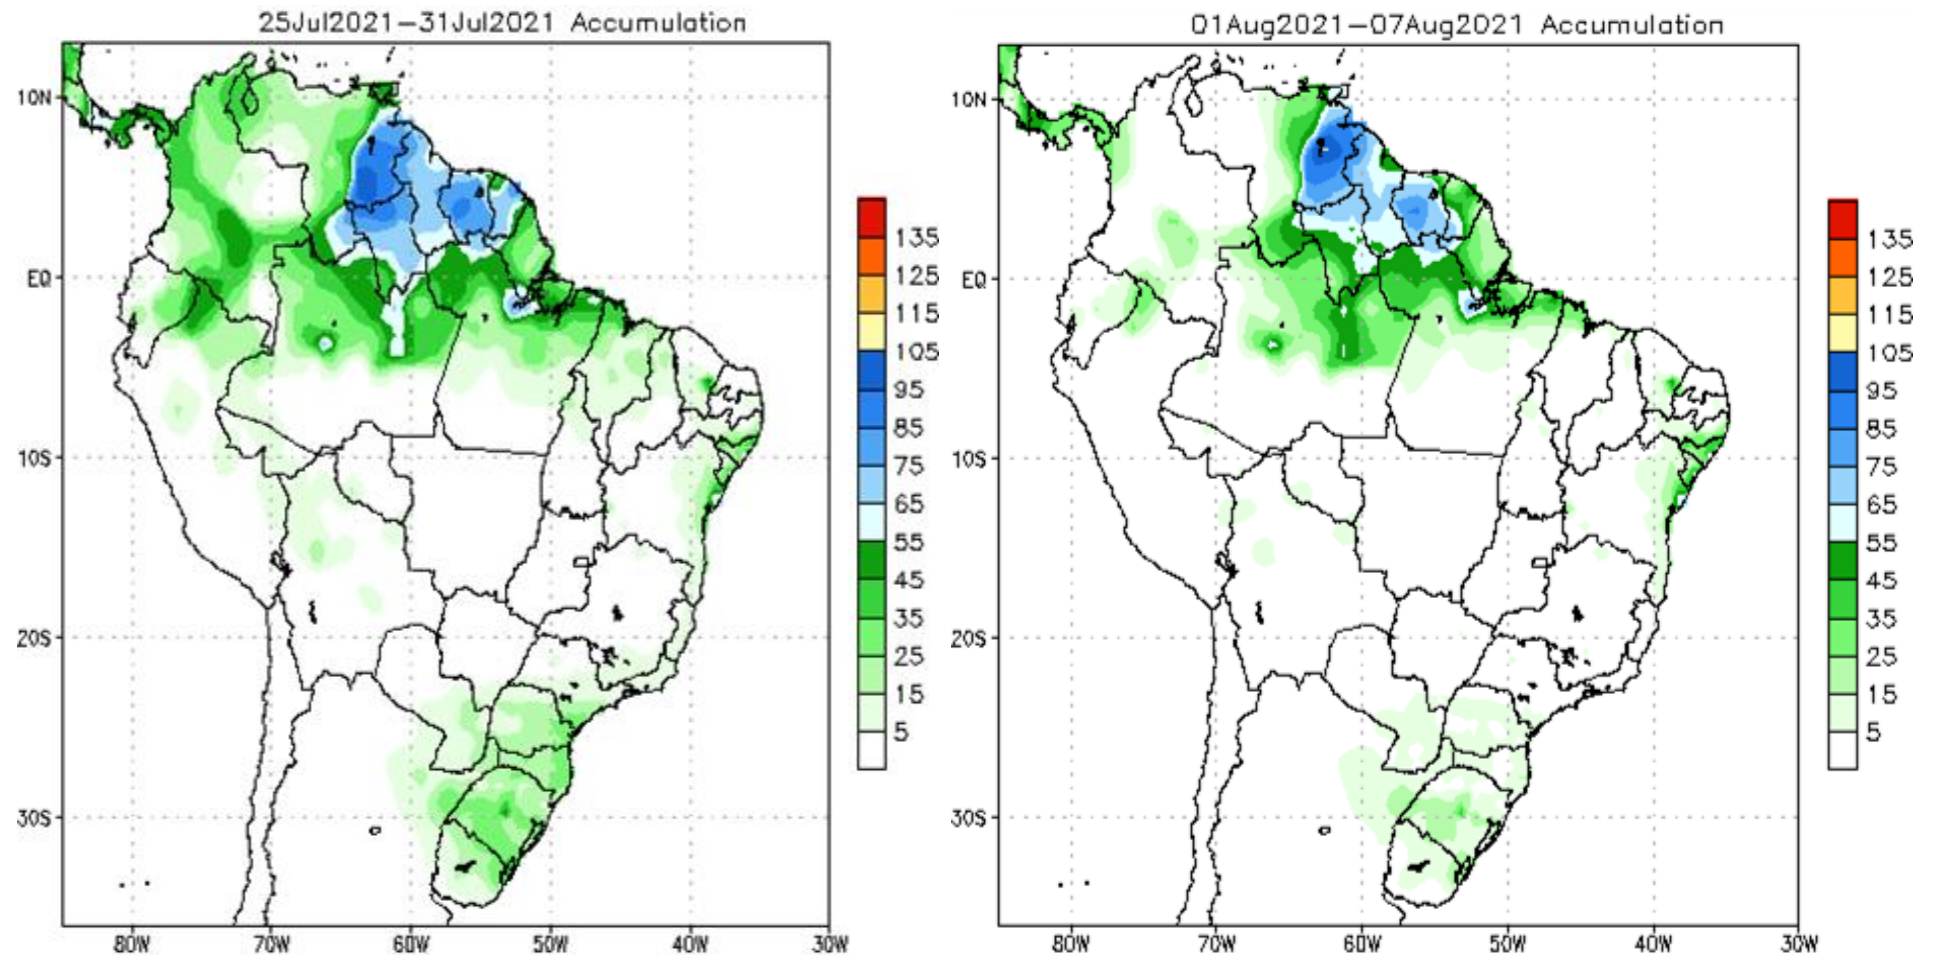 25Jul2021—31Jul2021 Accumulation
10N
EQ
10S
20S
30S
80W 70W 60W 50W 40W 30W
135
125
115
105
95
85
75
65
55
45
35
25
15
5
01Aug2021—07Aug2021 Accumulation
10N
EQ
10S
20S
30S
80W 70W 60W 50W 40W 30W
135
125
115
105
95
85
75
65
55
45
35
25
15
5